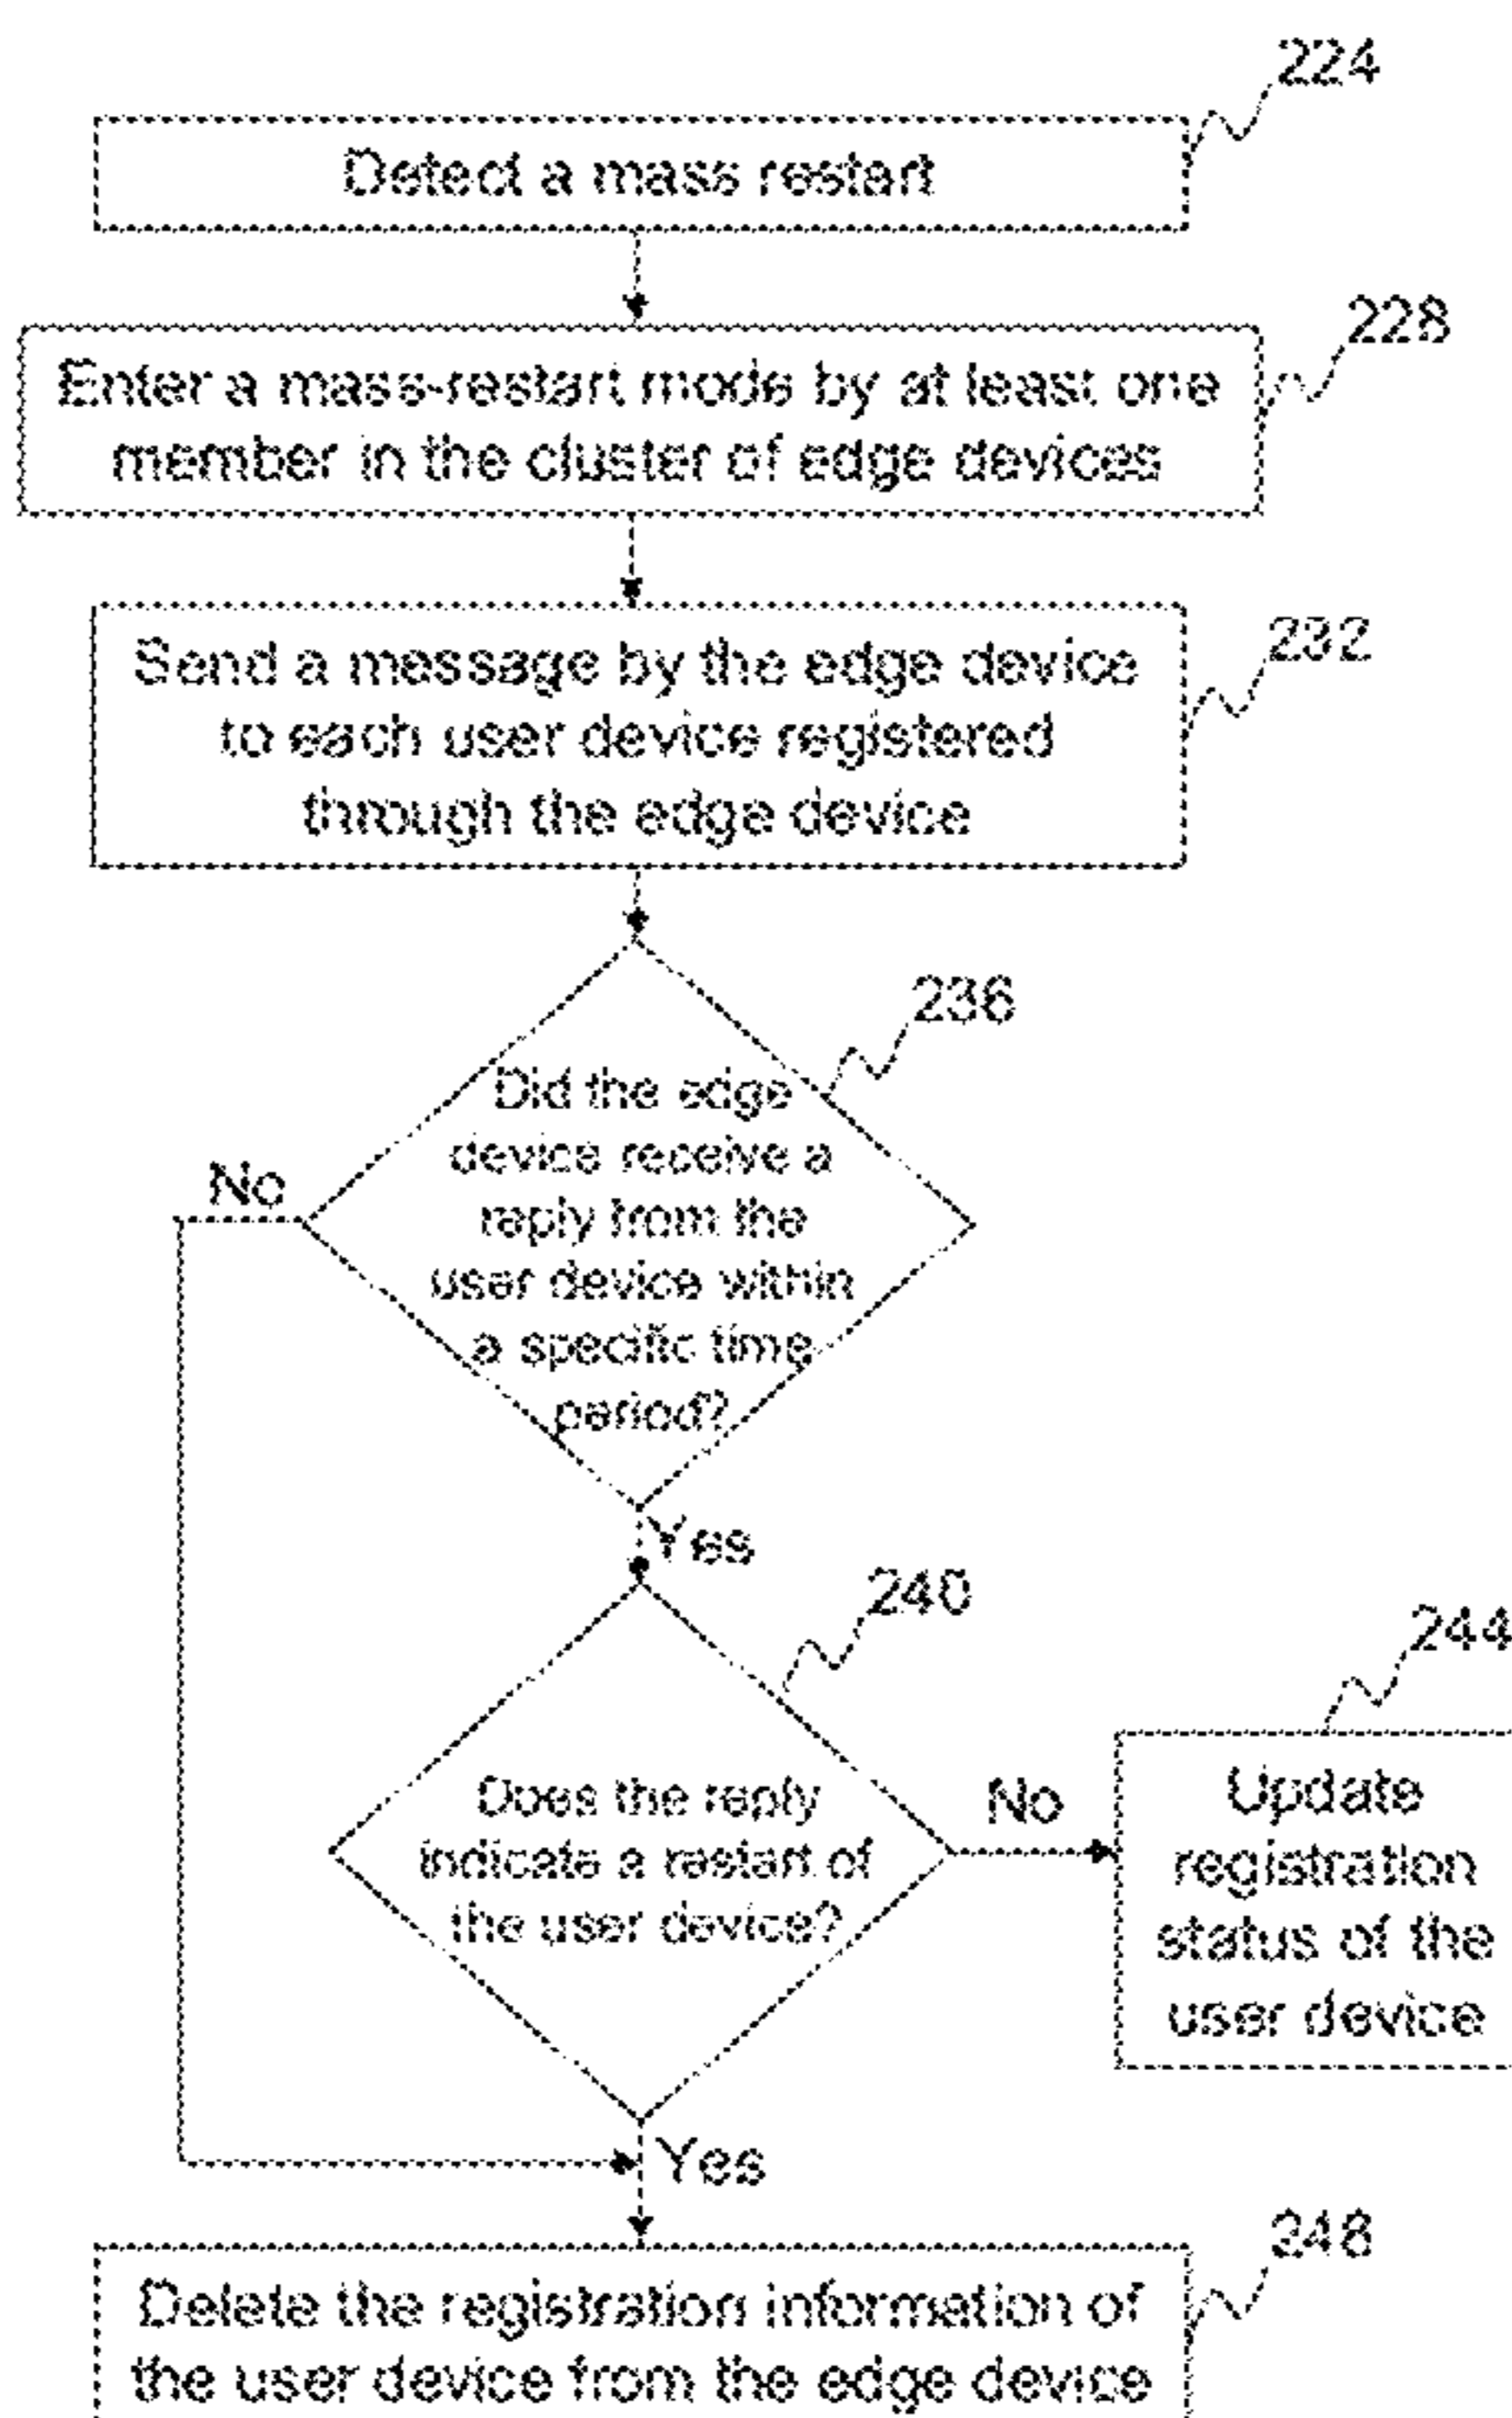 224
Detect a mass restart
228
Enter a mass-restart mode by at least one
member in the cluster of edge devices
232
Send a message by the edge device
to each user device registered
through the edge device
236
Did the edge
device receive a
reply from the
user device within
a specific time
period?
No
Yes
240
Does the reply
indicate a restart of
the user device?
No
244
Update
registration
status of the
user device
Yes
248
Delete the registration information of
the user device from the edge device